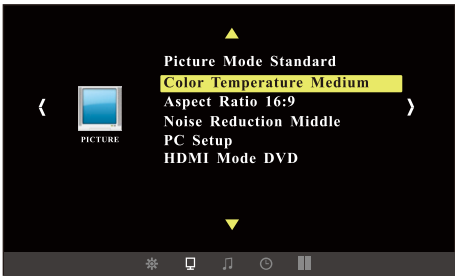 Picture Mode Standard
Color Temperature Medium
Aspect Ratio 16:9
Noise Reduction Middle
PC Setup
HDMI Mode DVD
PICTURE